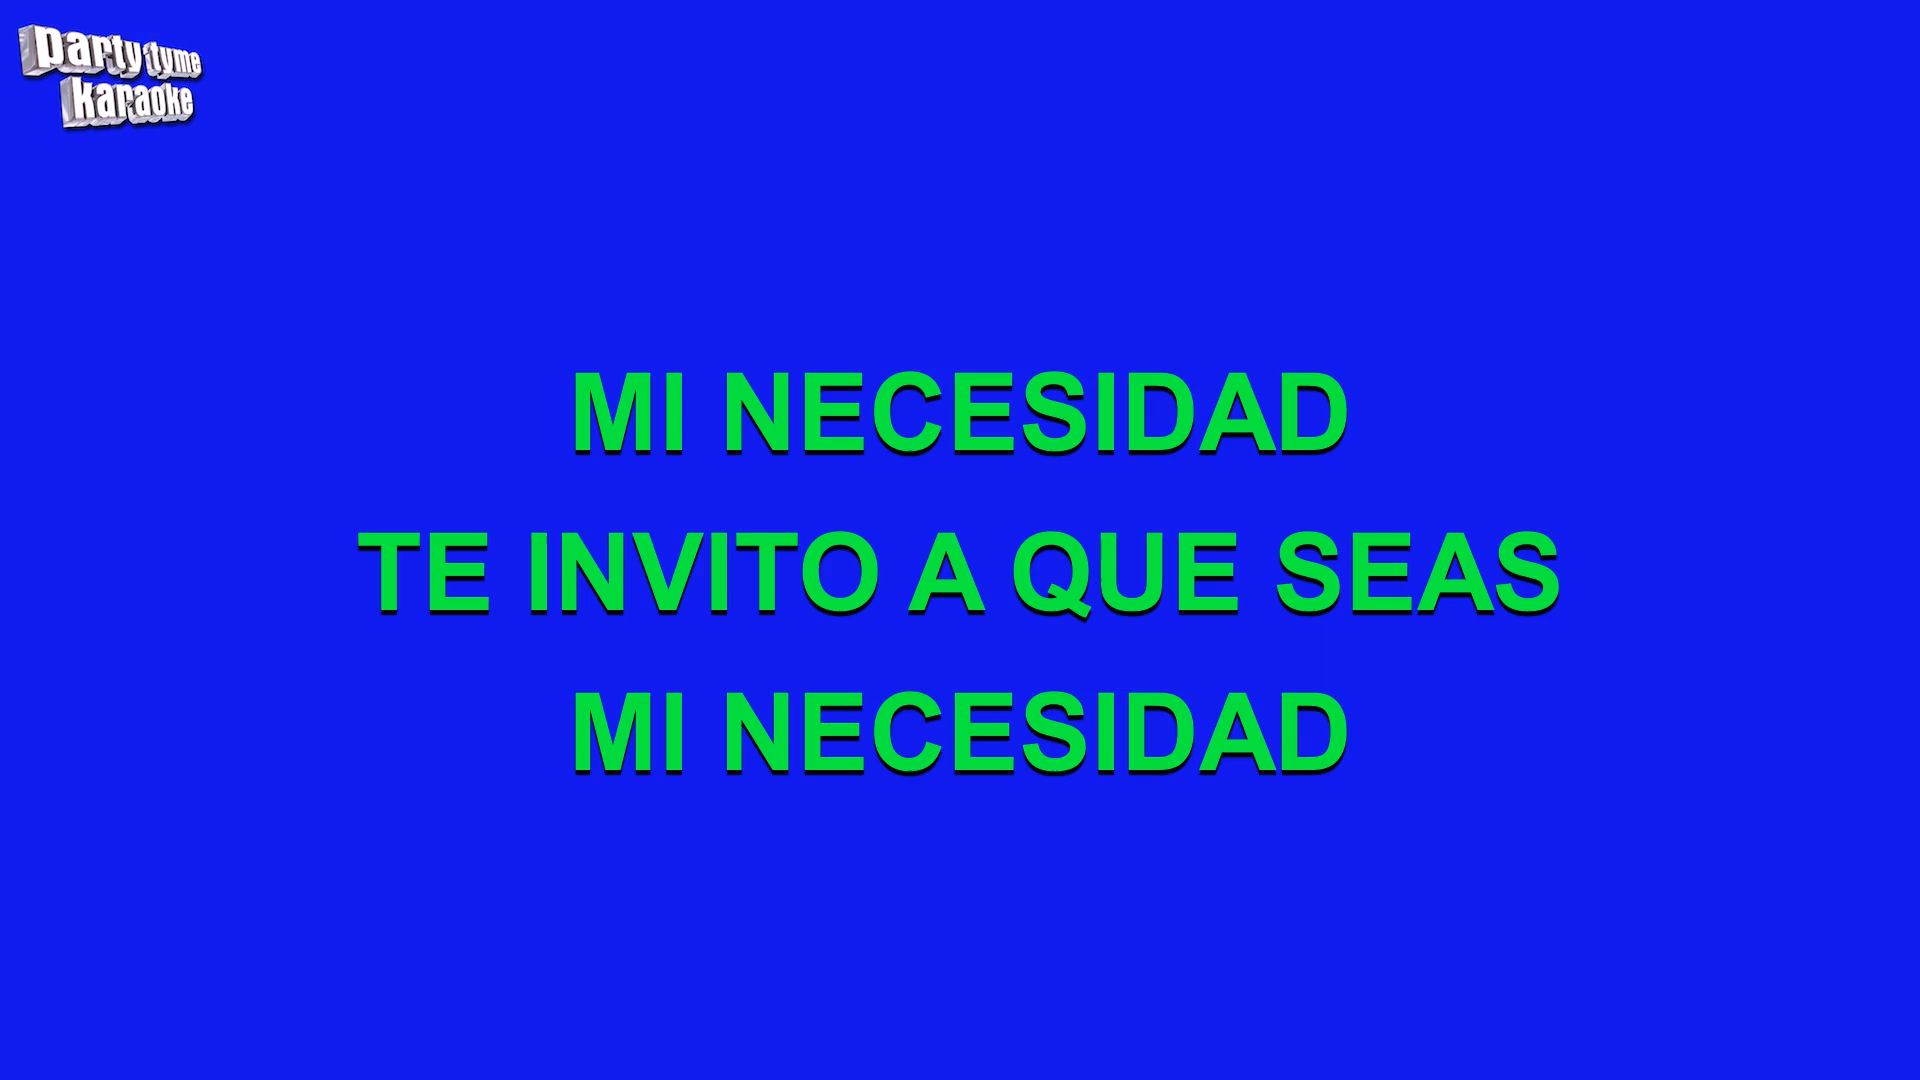 party tyme
karaoke
MI NECESIDAD
TE INVITO A QUE SEAS
MI NECESIDAD